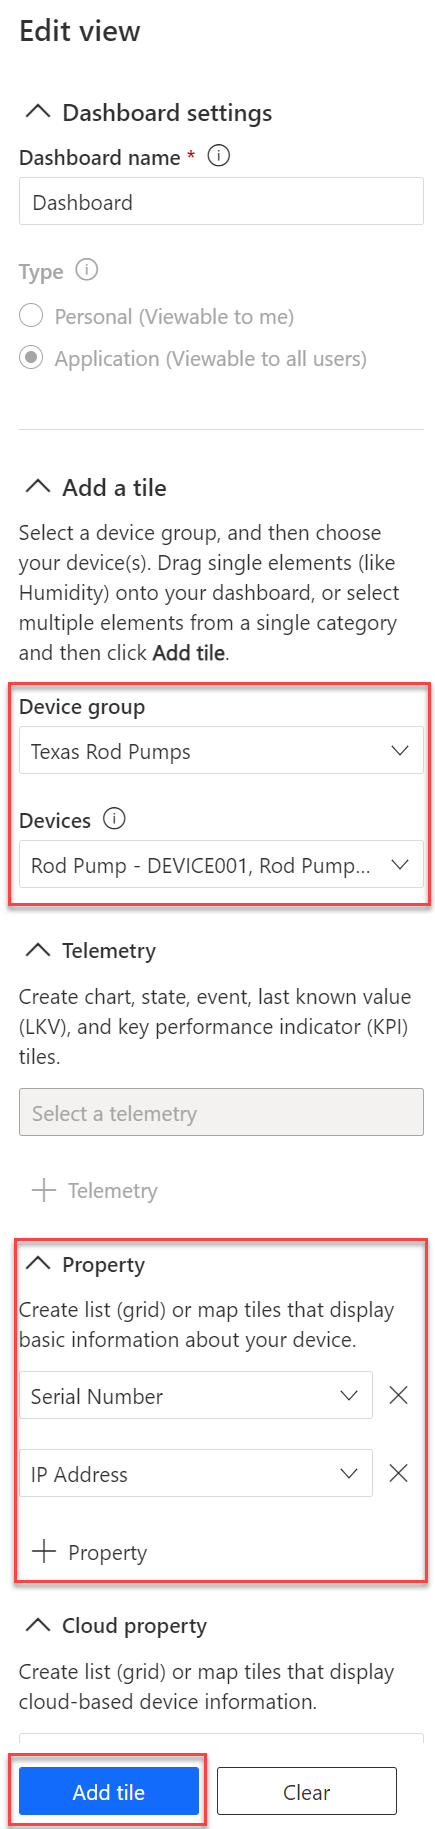 Edit view
Dashboard settings
Dashboard name *
Dashboard
Type
Personal (Viewable to me)
Application (Viewable to all users)
Add a tile
Select a device group, and then choose
your device(s). Drag single elements (like
Humidity) onto your dashboard, or select
multiple elements from a single category
and then click Add tile.
Device group
Texas Rod Pumps
Devices
Rod Pump - DEVICE001, Rod Pump...
Telemetry
Create chart, state, event, last known value
(LKV), and key performance indicator (KPI)
tiles.
Select a telemetry
Telemetry
Property
Create list (grid) or map tiles that display
basic information about your device.
Serial Number
IP Address
Property
Cloud property
Create list (grid) or map tiles that display
cloud-based device information.
Add tile Clear